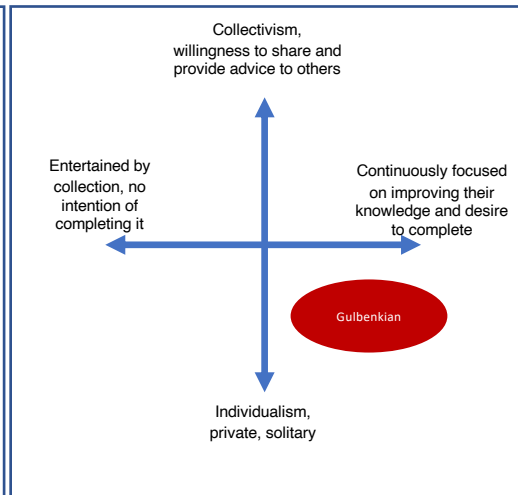 Collectivism,
willingness to share and
provide advice to others
Entertained by
collection, no
intention of
completing it
Continuously focused
on improving their
knowledge and desire
to complete
Gulbenkian
Individualism,
private, solitary